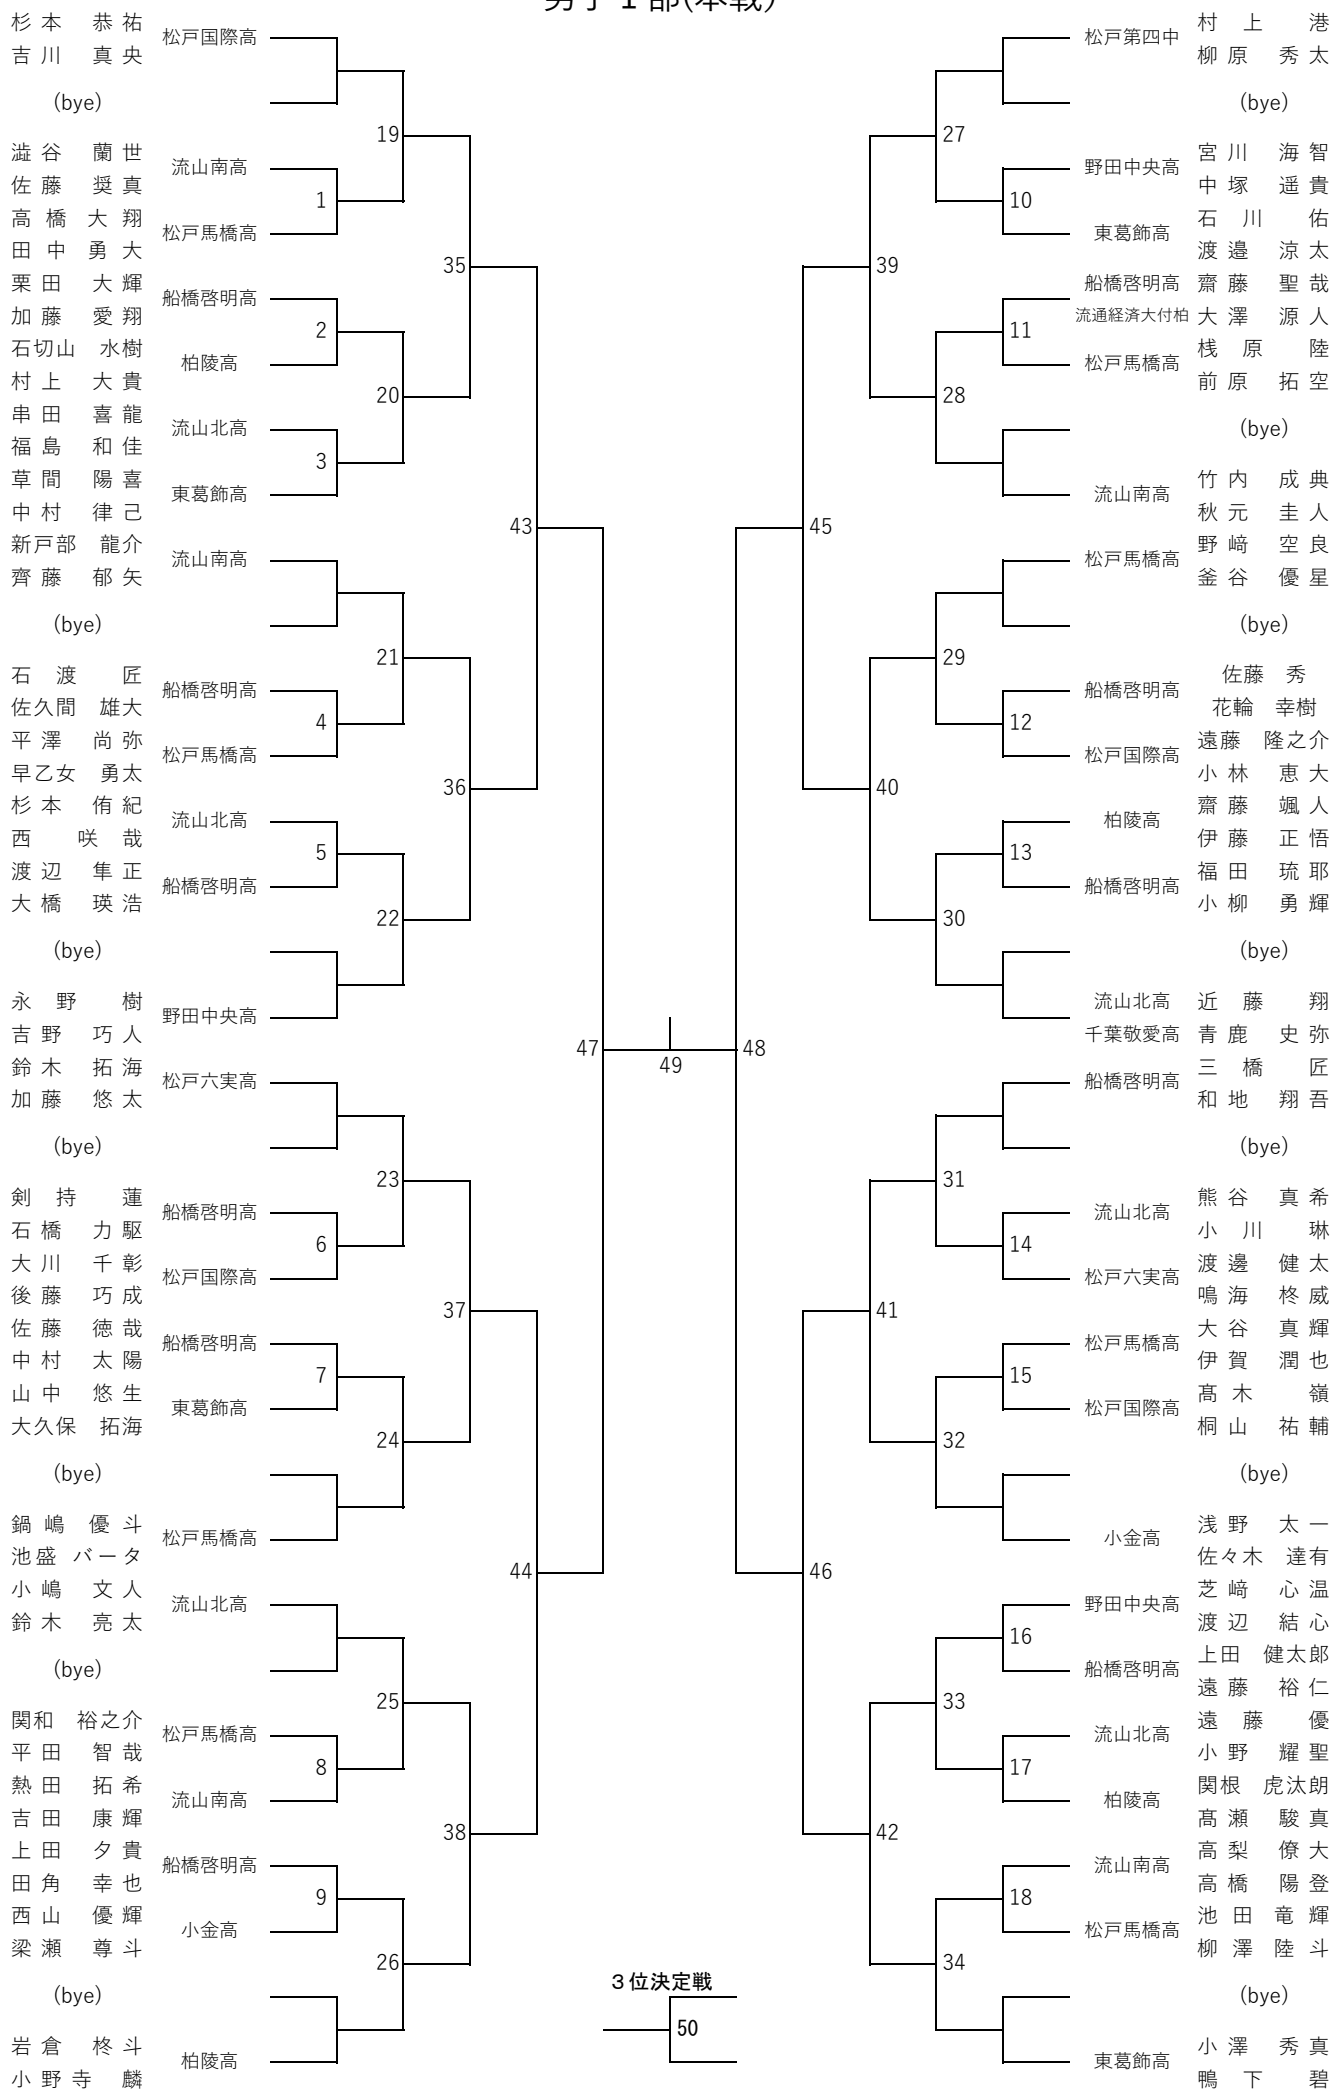 男子１部(本戦)
杉本 恭祐
松戸国際高
吉川 真央
(bye)
19
澁谷 蘭世
流山南高
佐藤 奨真
1
高橋 大翔
松戸馬橋高
田中 勇大
35
栗田 大輝
船橋啓明高
加藤 愛翔
2
石切山 水樹
柏陵高
村上 大貴
20
串田 喜龍
流山北高
福島 和佳
3
草間 陽喜
東葛飾高
中村 律己
43
新戸部 龍介
流山南高
齊藤 郁矢
(bye)
21
石渡 匠
船橋啓明高
佐久間 雄大
4
平澤 尚弥
松戸馬橋高
早乙女 勇太
36
杉本 侑紀
流山北高
西 咲哉
5
渡辺 隼正
船橋啓明高
大橋 瑛浩
22
(bye)
永野 樹
野田中央高
吉野 巧人
47
鈴木 拓海
松戸六実高
加藤 悠太
(bye)
23
剣持 蓮
船橋啓明高
石橋 力駆
6
大川 千彰
松戸国際高
後藤 巧成
37
佐藤 徳哉
船橋啓明高
中村 太陽
7
山中 悠生
東葛飾高
大久保 拓海
24
(bye)
鍋嶋 優斗
松戸馬橋高
池盛 バータ
44
小嶋 文人
流山北高
鈴木 亮太
(bye)
25
関和 裕之介
松戸馬橋高
平田 智哉
8
熱田 拓希
流山南高
吉田 康輝
38
上田 夕貴
船橋啓明高
田角 幸也
9
西山 優輝
小金高
梁瀬 尊斗
26
(bye)
岩倉 柊斗
柏陵高
小野寺 麟
49
３位決定戦
50
村上 港
松戸第四中
柳原 秀太
(bye)
27
宮川 海智
野田中央高
中塚 遥貴
10
石川 佑
東葛飾高
渡邉 涼太
39
船橋啓明高 齋藤 聖哉
流通経済大付柏 大澤 源人
11
桟原 陸
松戸馬橋高
前原 拓空
28
(bye)
竹内 成典
流山南高
秋元 圭人
45
野﨑 空良
松戸馬橋高
釜谷 優星
(bye)
29
佐藤 秀
船橋啓明高
花輪 幸樹
12
遠藤 隆之介
松戸国際高
小林 恵大
40
齋藤 颯人
柏陵高
伊藤 正悟
13
福田 琉耶
船橋啓明高
小柳 勇輝
30
(bye)
流山北高 近藤 翔
千葉敬愛高 青鹿 史弥
48
三橋 匠
船橋啓明高
和地 翔吾
(bye)
31
熊谷 真希
流山北高
小川 琳
14
渡邊 健太
松戸六実高
鳴海 柊威
41
大谷 真輝
松戸馬橋高
伊賀 潤也
15
髙木 嶺
松戸国際高
桐山 祐輔
32
(bye)
浅野 太一
小金高
佐々木 達有
46
芝﨑 心温
野田中央高
渡辺 結心
16
上田 健太郎
船橋啓明高
遠藤 裕仁
33
遠藤 優
流山北高
小野 耀聖
17
関根 虎汰朗
柏陵高
髙瀬 駿真
42
高梨 僚大
流山南高
高橋 陽登
18
池田 竜輝
松戸馬橋高
柳澤 陸斗
34
(bye)
小澤 秀真
東葛飾高
鴨下 碧